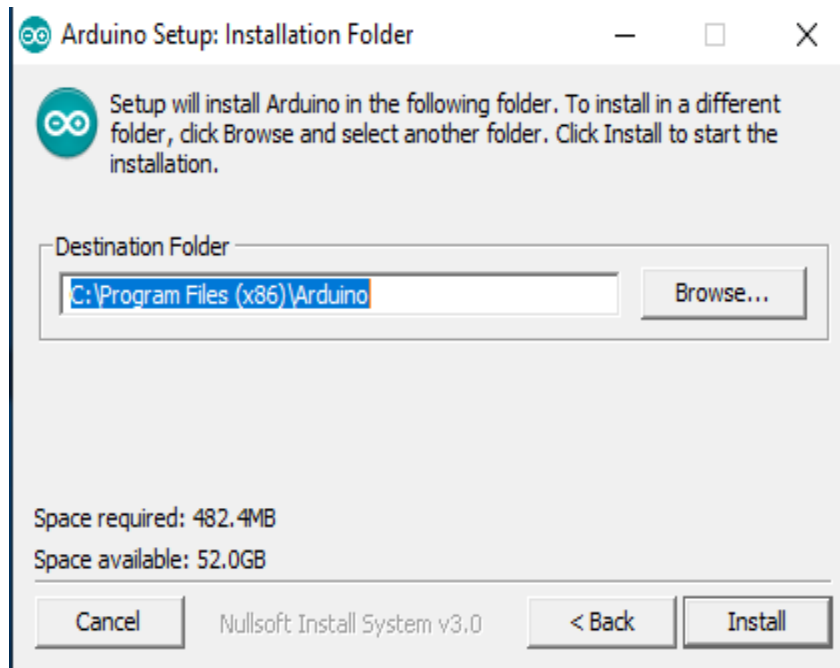 Arduino Setup: Installation Folder
Setup will install Arduino in the following folder. To install in a different
folder, click Browse and select another folder. Click Install to start the
installation.
Destination Folder
C:\Program Files (x86)\Arduino
Browse...
Space required: 482.4MB
Space available: 52.0GB
Cancel
Nullsoft Install System v3.0
< Back
Install